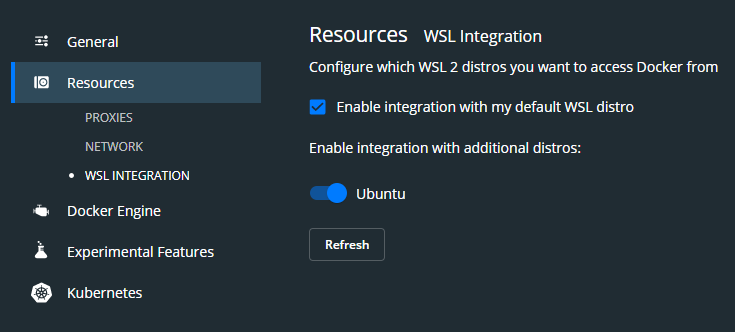 General
Resources
PROXIES
NETWORK
WSL INTEGRATION
Docker Engine
Experimental Features
Kubernetes
Resources WSL Integration
Configure which WSL 2 distros you want to access Docker from
Enable integration with my default WSL distro
Enable integration with additional distros:
Ubuntu
Refresh